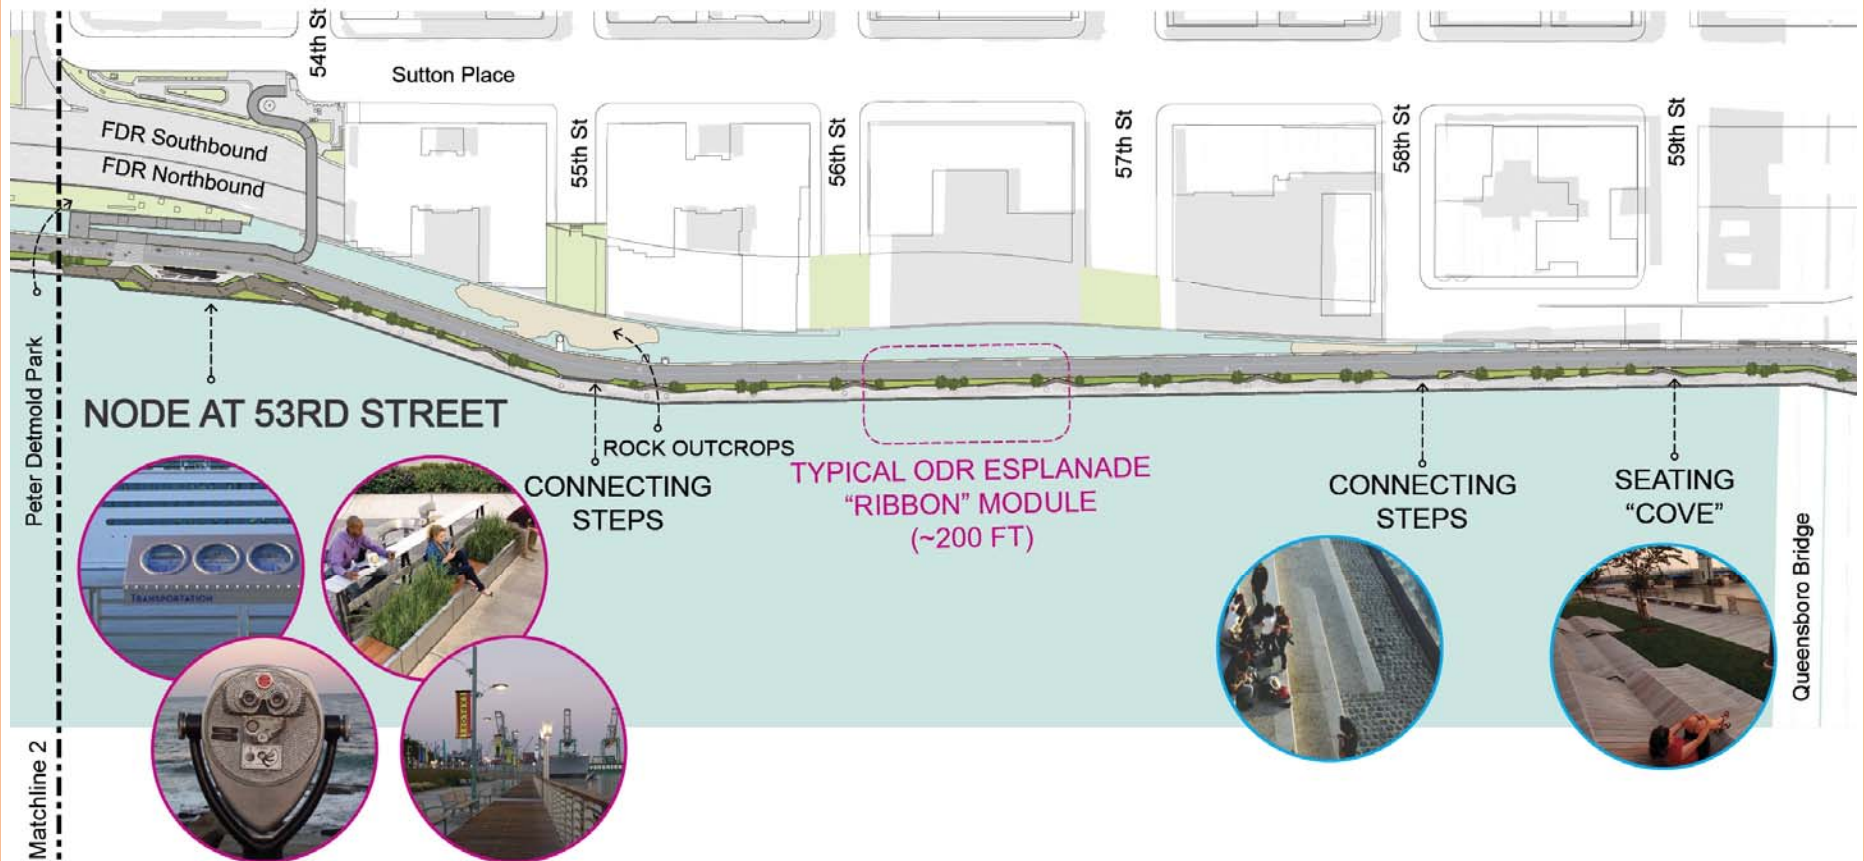 54th St
Sutton Place
55th St
56th St
57th St
58th St
59th St
FDR Southbound
FDR Northbound
Peter Detmold Park
NODE AT 53RD STREET
ROCK OUTCROPS
CONNECTING
STEPS
TYPICAL ODR ESPLANADE
“RIBBON” MODULE
(~200 FT)
CONNECTING
STEPS
SEATING
“COVE”
Queensboro Bridge
TRANSPORTATION
Matchline 2